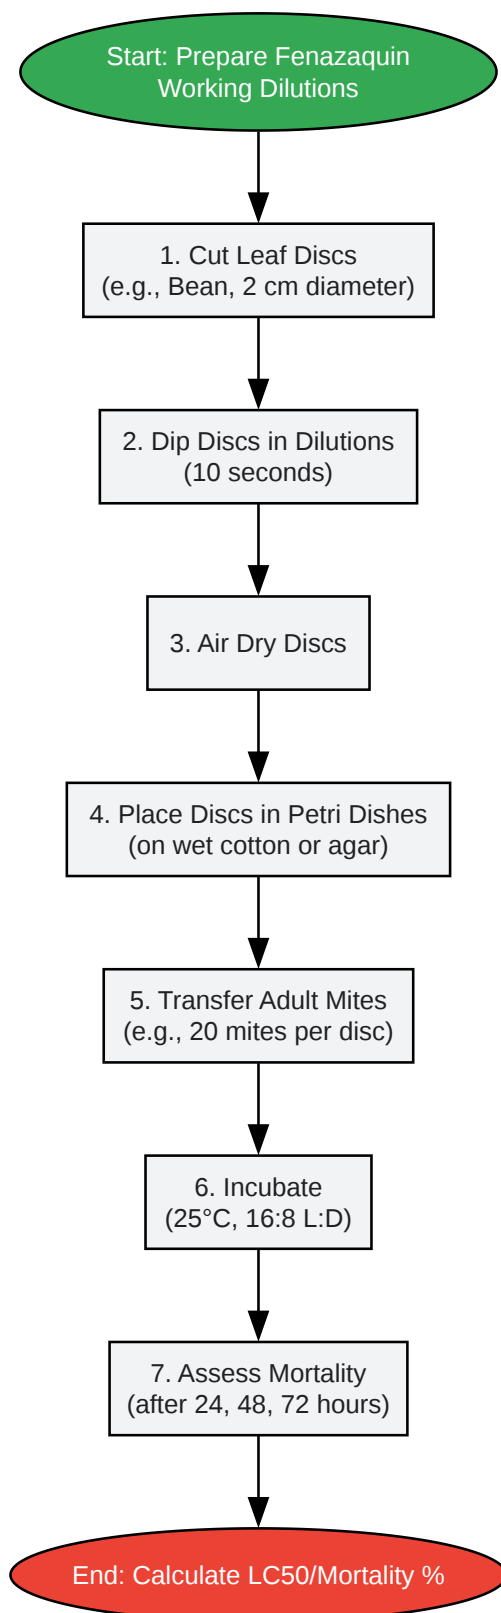 Start: Prepare Fenazaquin
Working Dilutions
1. Cut Leaf Discs
(e.g., Bean, 2 cm diameter)
2. Dip Discs in Dilutions
(10 seconds)
3. Air Dry Discs
4. Place Discs in Petri Dishes
(on wet cotton or agar)
5. Transfer Adult Mites
(e.g., 20 mites per disc)
6. Incubate
(25°C, 16:8 L:D)
7. Assess Mortality
(after 24, 48, 72 hours)
End: Calculate LC50/Mortality %